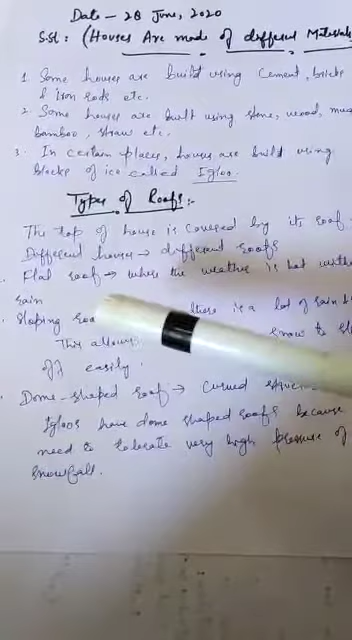 Date - 28 June, 2020
S.St: (Houses Are made of different Materials
1. Some houses are build using Cement, bricks
& iron rods etc.
2. Some houses are built using stone, wood, mud
bamboo, straw etc.
3. In certain places, houses are build using
blocks of ice called Igloo.
Types of Roofs:-
The top of house is covered by its roof
Different houses → different roofs
Flat roof → where the weather is hot with
rain
Sloping there is a lot of rain
This allows snow to
off easily.
Dome-shaped roof → curved
Igloos have dome shaped roofs because
need to tolerate very high pressure of
snowfall.